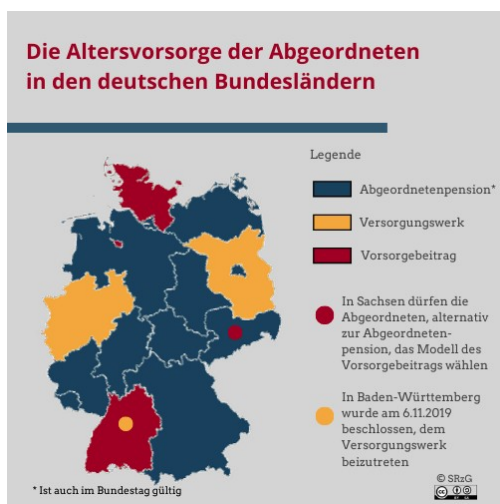 Die Altersvorsorge der Abgeordneten
in den deutschen Bundesländern
Legende
Abgeordnetenpension*
Versorgungswerk
Vorsorgebeitrag
In Sachsen dürfen die
Abgeordneten, alternativ
zur Abgeordneten-
pension, das Modell des
Vorsorgebeitrags wählen
In Baden-Württemberg
wurde am 6.11.2019
beschlossen, dem
Versorgungswerk
beizutreten
* Ist auch im Bundestag gültig
© SRzG